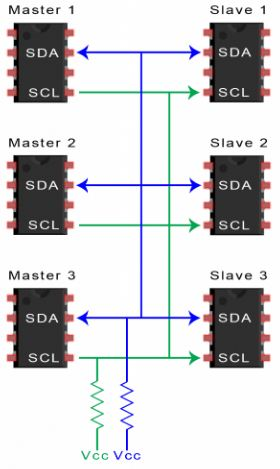 Master 1 Slave 1
SDA SDA
SCL SCL
Master 2 Slave 2
SDA SDA
SCL SCL
Master 3 Slave 3
SDA SDA
SCL SCL
Vcc Vcc